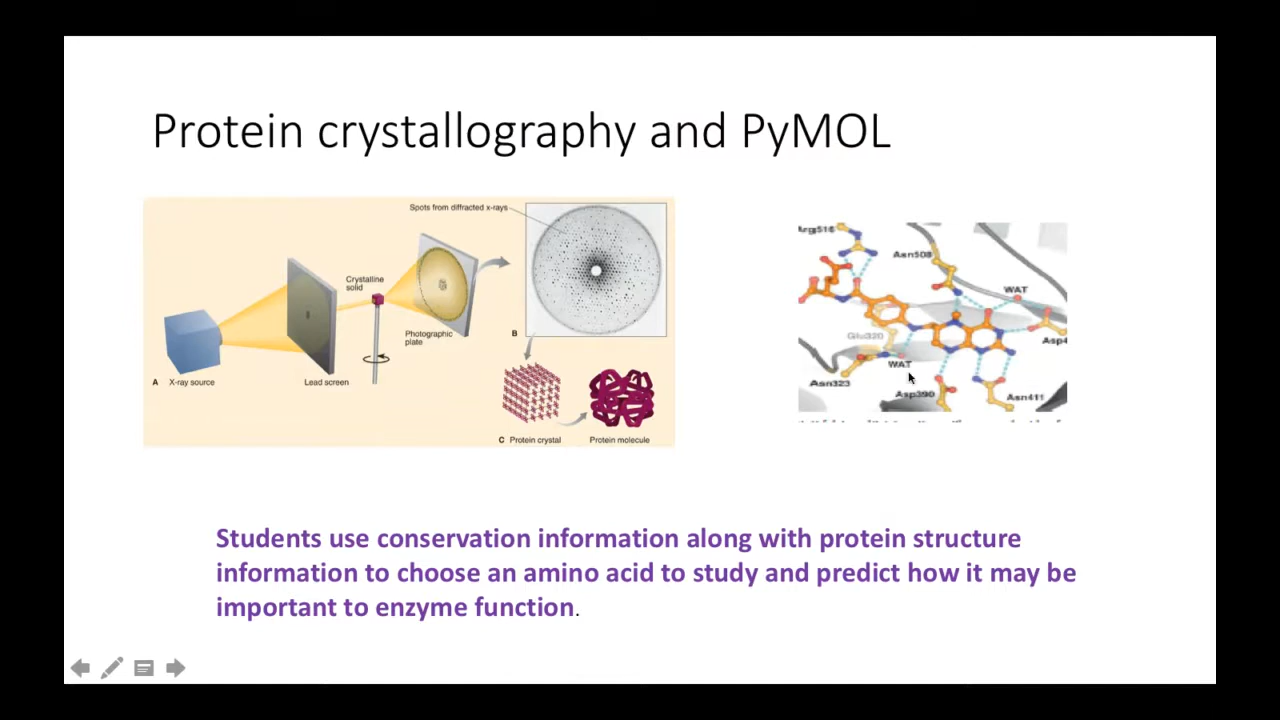 Protein crystallography and PyMOL
Spots from diffracted x-rays
Crystalline
solid
Photographic
plate
B
A X-ray source
Lead screen
C Protein crystal
Protein molecule
Arg516
Asn508
WAT
Glu320
WAT
Asn323
Asp390
Asn411
Students use conservation information along with protein structure
information to choose an amino acid to study and predict how it may be
important to enzyme function.